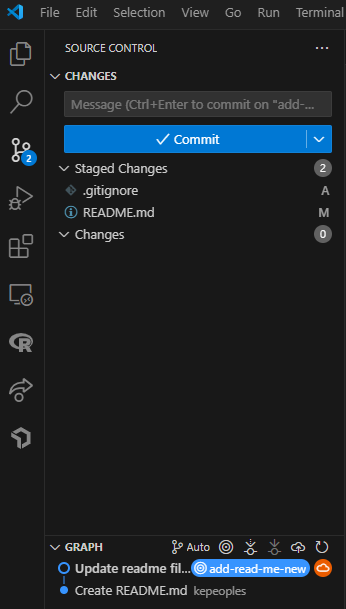 File Edit Selection View Go Run Terminal
SOURCE CONTROL
CHANGES
Message (Ctrl+Enter to commit on "add-...
Commit
Staged Changes 2
.gitignore A
2
README.md M
Changes 0
GRAPH Auto
Update readme fil... add-read-me-new
Create README.md kepeoples